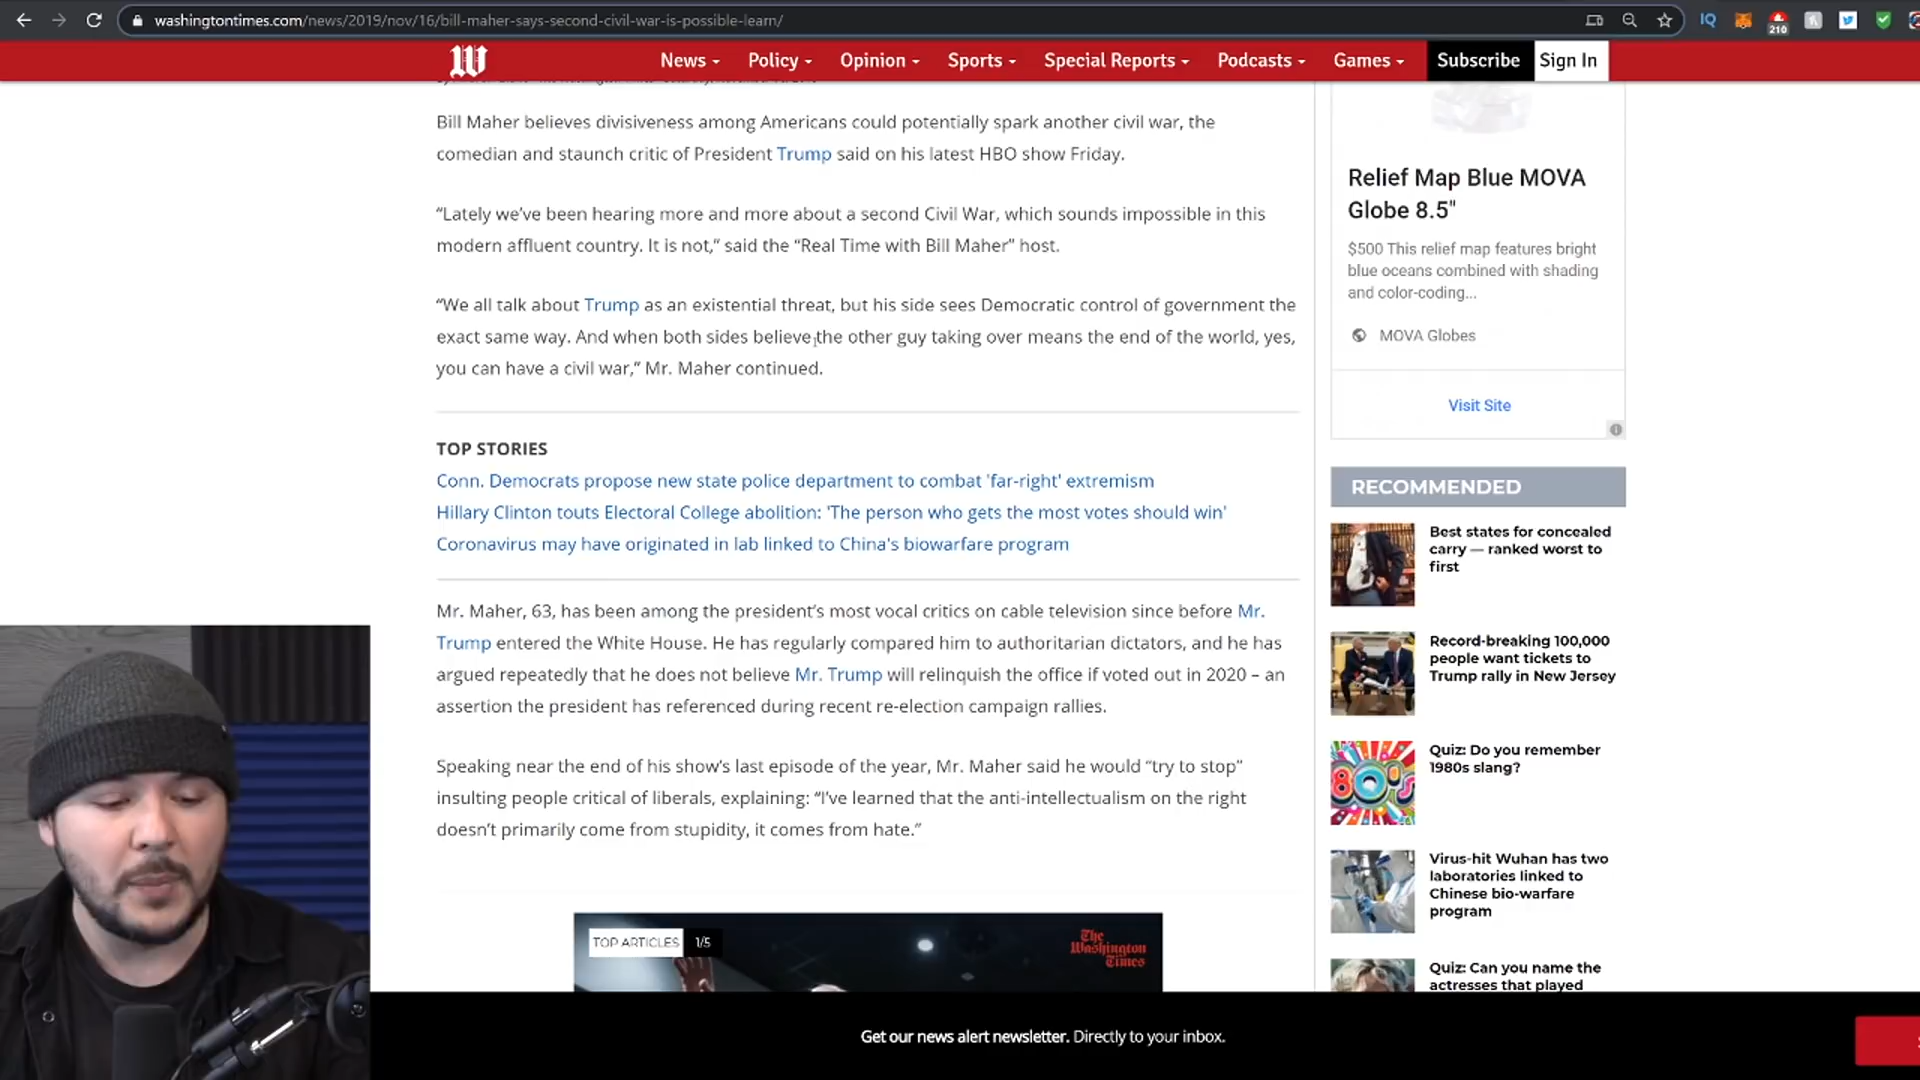 washingtontimes.com/news/2019/nov/16/bill-maher-says-second-civil-war-is-possible-learn/
IQ
210
W
News
Policy
Opinion
Sports
Special Reports
Podcasts
Games
Subscribe
Sign In
Bill Maher believes divisiveness among Americans could potentially spark another civil war, the
comedian and staunch critic of President Trump said on his latest HBO show Friday.
“Lately we’ve been hearing more and more about a second Civil War, which sounds impossible in this
modern affluent country. It is not,” said the “Real Time with Bill Maher” host.
“We all talk about Trump as an existential threat, but his side sees Democratic control of government the
exact same way. And when both sides believe the other guy taking over means the end of the world, yes,
you can have a civil war,” Mr. Maher continued.
TOP STORIES
Conn. Democrats propose new state police department to combat 'far-right' extremism
Hillary Clinton touts Electoral College abolition: 'The person who gets the most votes should win'
Coronavirus may have originated in lab linked to China's biowarfare program
Mr. Maher, 63, has been among the president’s most vocal critics on cable television since before Mr.
Trump entered the White House. He has regularly compared him to authoritarian dictators, and he has
argued repeatedly that he does not believe Mr. Trump will relinquish the office if voted out in 2020 – an
assertion the president has referenced during recent re-election campaign rallies.
Speaking near the end of his show’s last episode of the year, Mr. Maher said he would “try to stop”
insulting people critical of liberals, explaining: “I’ve learned that the anti-intellectualism on the right
doesn’t primarily come from stupidity, it comes from hate.”
TOP ARTICLES 1/5
The
Washington
Times
Relief Map Blue MOVA
Globe 8.5"
$500 This relief map features bright
blue oceans combined with shading
and color-coding...
MOVA Globes
Visit Site
RECOMMENDED
Best states for concealed
carry — ranked worst to
first
Record-breaking 100,000
people want tickets to
Trump rally in New Jersey
80's
Quiz: Do you remember
1980s slang?
Virus-hit Wuhan has two
laboratories linked to
Chinese bio-warfare
program
Quiz: Can you name the
actresses that played
Get our news alert newsletter. Directly to your inbox.